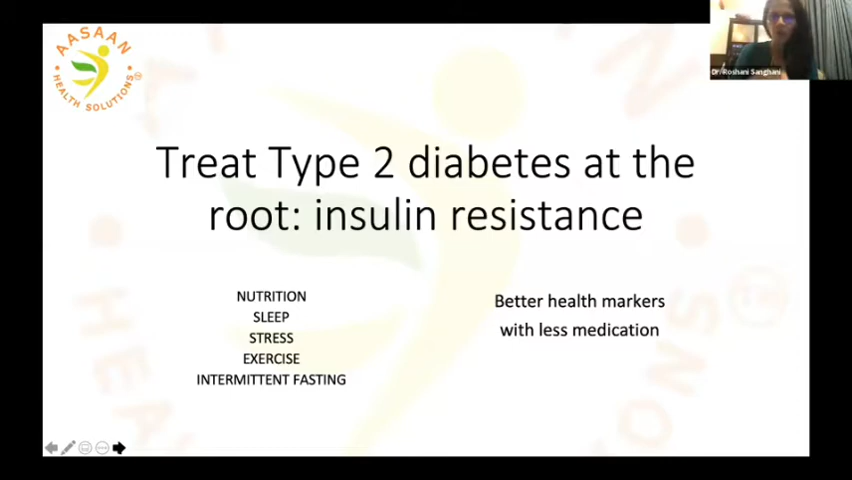 AASAAN
HEALTH SOLUTIONS
Dr Roshani Sanghani
Treat Type 2 diabetes at the
root: insulin resistance
NUTRITION
SLEEP
STRESS
EXERCISE
INTERMITTENT FASTING
Better health markers
with less medication